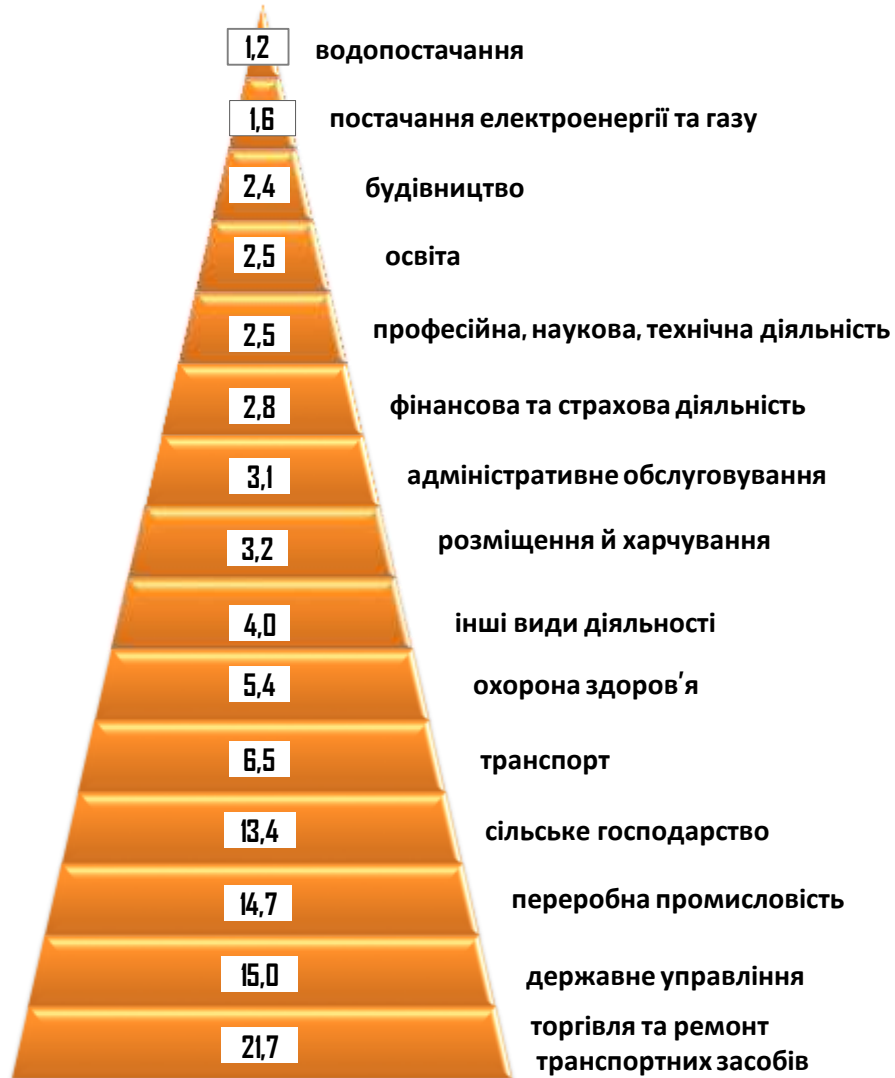 1,2 водопостачання
1,6 постачання електроенергії та газу
2,4 будівництво
2,5 освіта
2,5 професійна, наукова, технічна діяльність
2,8 фінансова та страхова діяльність
3,1 адміністративне обслуговування
3,2 розміщення й харчування
4,0 інші види діяльності
5,4 охорона здоров'я
6,5 транспорт
13,4 сільське господарство
14,7 переробна промисловість
15,0 державне управління
21,7 торгівля та ремонт
транспортних засобів